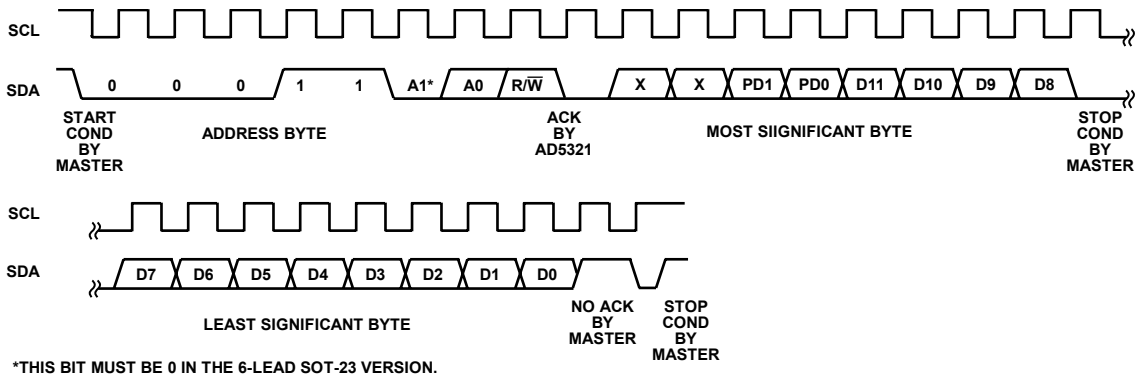 SCL
SDA
0 0 0 1 1 A1* A0 R/W̅ X X PD1 PD0 D11 D10 D9 D8
START
COND
BY
MASTER
ADDRESS BYTE
ACK
BY
AD5321
MOST SIIGNIFICANT BYTE
STOP
COND
BY
MASTER
SCL
SDA
D7 D6 D5 D4 D3 D2 D1 D0
LEAST SIGNIFICANT BYTE
NO ACK
BY
MASTER
STOP
COND
BY
MASTER
*THIS BIT MUST BE 0 IN THE 6-LEAD SOT-23 VERSION.